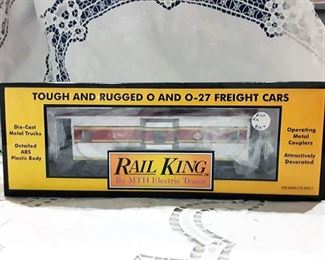 TOUGH AND RUGGED O AND O-27 FREIGHT CARS
Die-Cast
Metal Trucks
Detailed
ABS
Plastic Body
Operating
Metal
Couplers
Attractively
Decorated
RAIL KING
By MTH Electric Trains